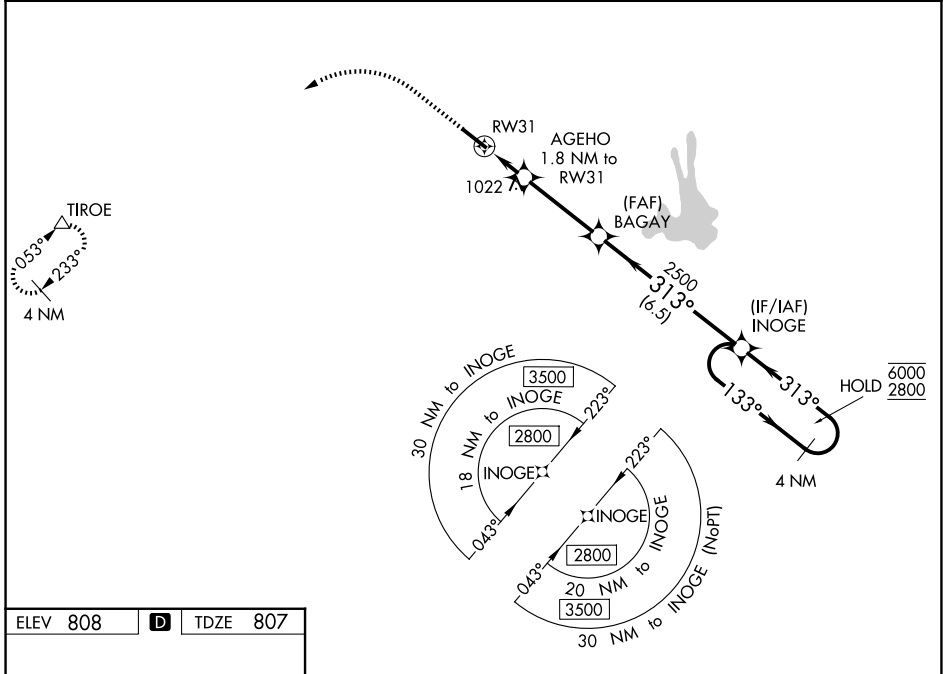 RW31
AGEHO
1.8 NM to
RW31
1022
(FAF)
BAGAY
TIROE
053°
233°
4 NM
2500
313°
(6.5)
(IF/IAF)
INOGE
313°
133°
HOLD
6000
2800
4 NM
30 NM to INOGE
3500
18 NM to INOGE
2800
223°
INOGE
043°
223°
INOGE
043°
2800
20 NM to INOGE
3500
30 NM to INOGE (NoPT)
ELEV 808
D
TDZE 807